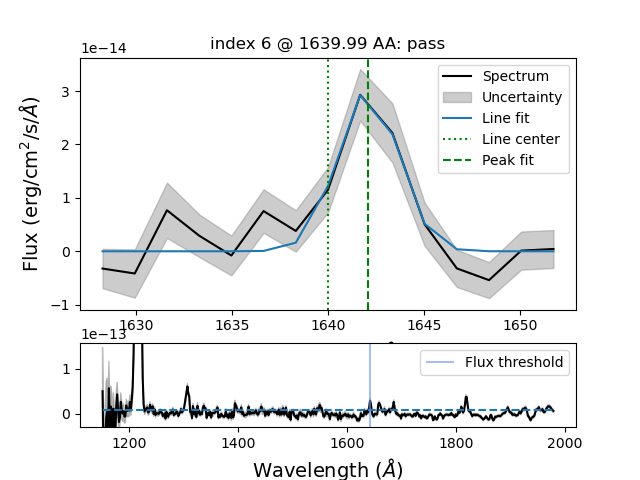 index 6 @ 1639.99 AA: pass
1e−14
Flux (erg/cm²/s/Å)
3
2
1
0
−1
Spectrum
Uncertainty
Line fit
Line center
Peak fit
1630 1635 1640 1645 1650
1e−13
1
0
Flux threshold
1200 1400 1600 1800 2000
Wavelength (Å)